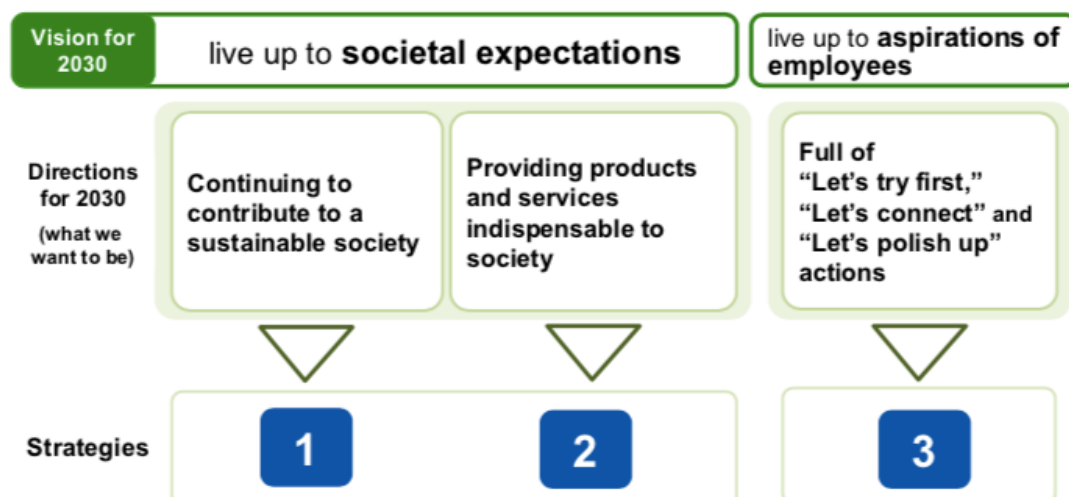 Vision for
2030
live up to societal expectations
live up to aspirations of
employees
Directions
for 2030
(what we
want to be)
Continuing to
contribute to a
sustainable society
Providing products
and services
indispensable to
society
Full of
“Let’s try first,”
“Let’s connect” and
“Let’s polish up”
actions
Strategies
1
2
3